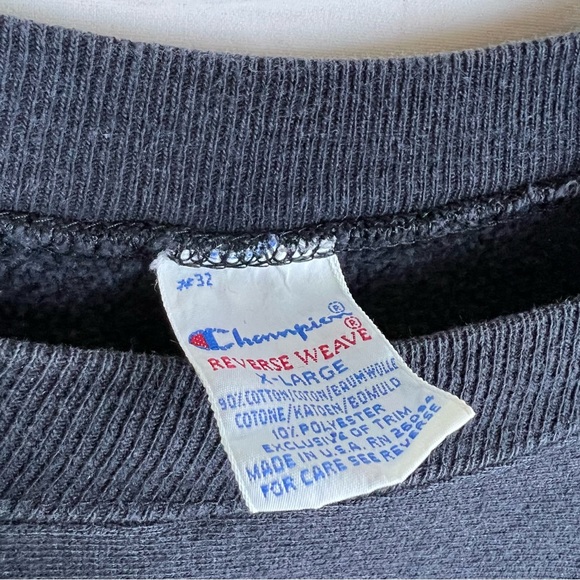 #32
Champion®
REVERSE WEAVE®
X-LARGE
90% COTTON/COTON/BAUMWOLLE
COTONE/KATOEN/BOMULD
10% POLYESTER
EXCLUSIVE OF TRIM
MADE IN U.S.A. RN 26094
FOR CARE SEE REVERSE